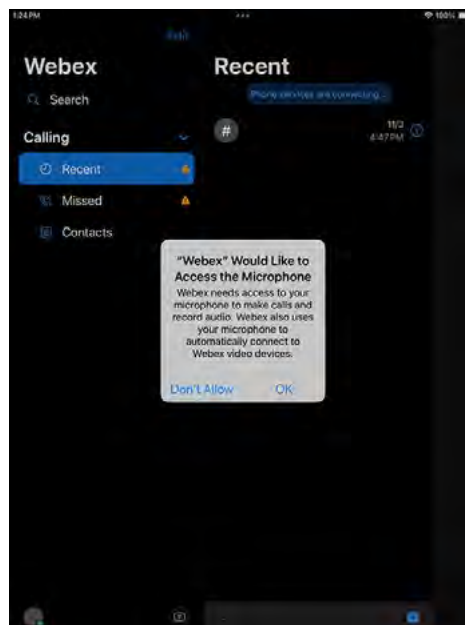 1:24 PM
100%
Edit
Webex
Recent
Search
Phone services are connecting...
Calling
#
11/2
4:47 PM
Recent
Missed
Contacts
"Webex" Would Like to
Access the Microphone
Webex needs access to your
microphone to make calls and
record audio. Webex also uses
your microphone to
automatically connect to
Webex video devices.
Don't Allow
OK